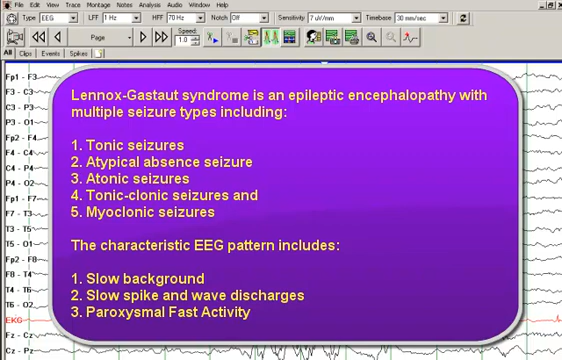 File Edit View Trace Montage Notes Analysis Audio Window Help
Type EEG LFF 1 Hz HFF 70 Hz Notch Off Sensitivity 7 uV/mm Timebase 30 mm/sec
Page Speed: 1.0
All Clips Events Spikes
Fp1 - F3
F3 - C3
C3 - P3
P3 - O1
Fp2 - F4
F4 - C4
C4 - P4
P4 - O2
Fp1 - F7
F7 - T3
T3 - T5
T5 - O1
Fp2 - F8
F8 - T4
T4 - T6
T6 - O2
EKG
Fz - Cz
Cz - Pz
Lennox-Gastaut syndrome is an epileptic encephalopathy with
multiple seizure types including:
1. Tonic seizures
2. Atypical absence seizure
3. Atonic seizures
4. Tonic-clonic seizures and
5. Myoclonic seizures
The characteristic EEG pattern includes:
1. Slow background
2. Slow spike and wave discharges
3. Paroxysmal Fast Activity